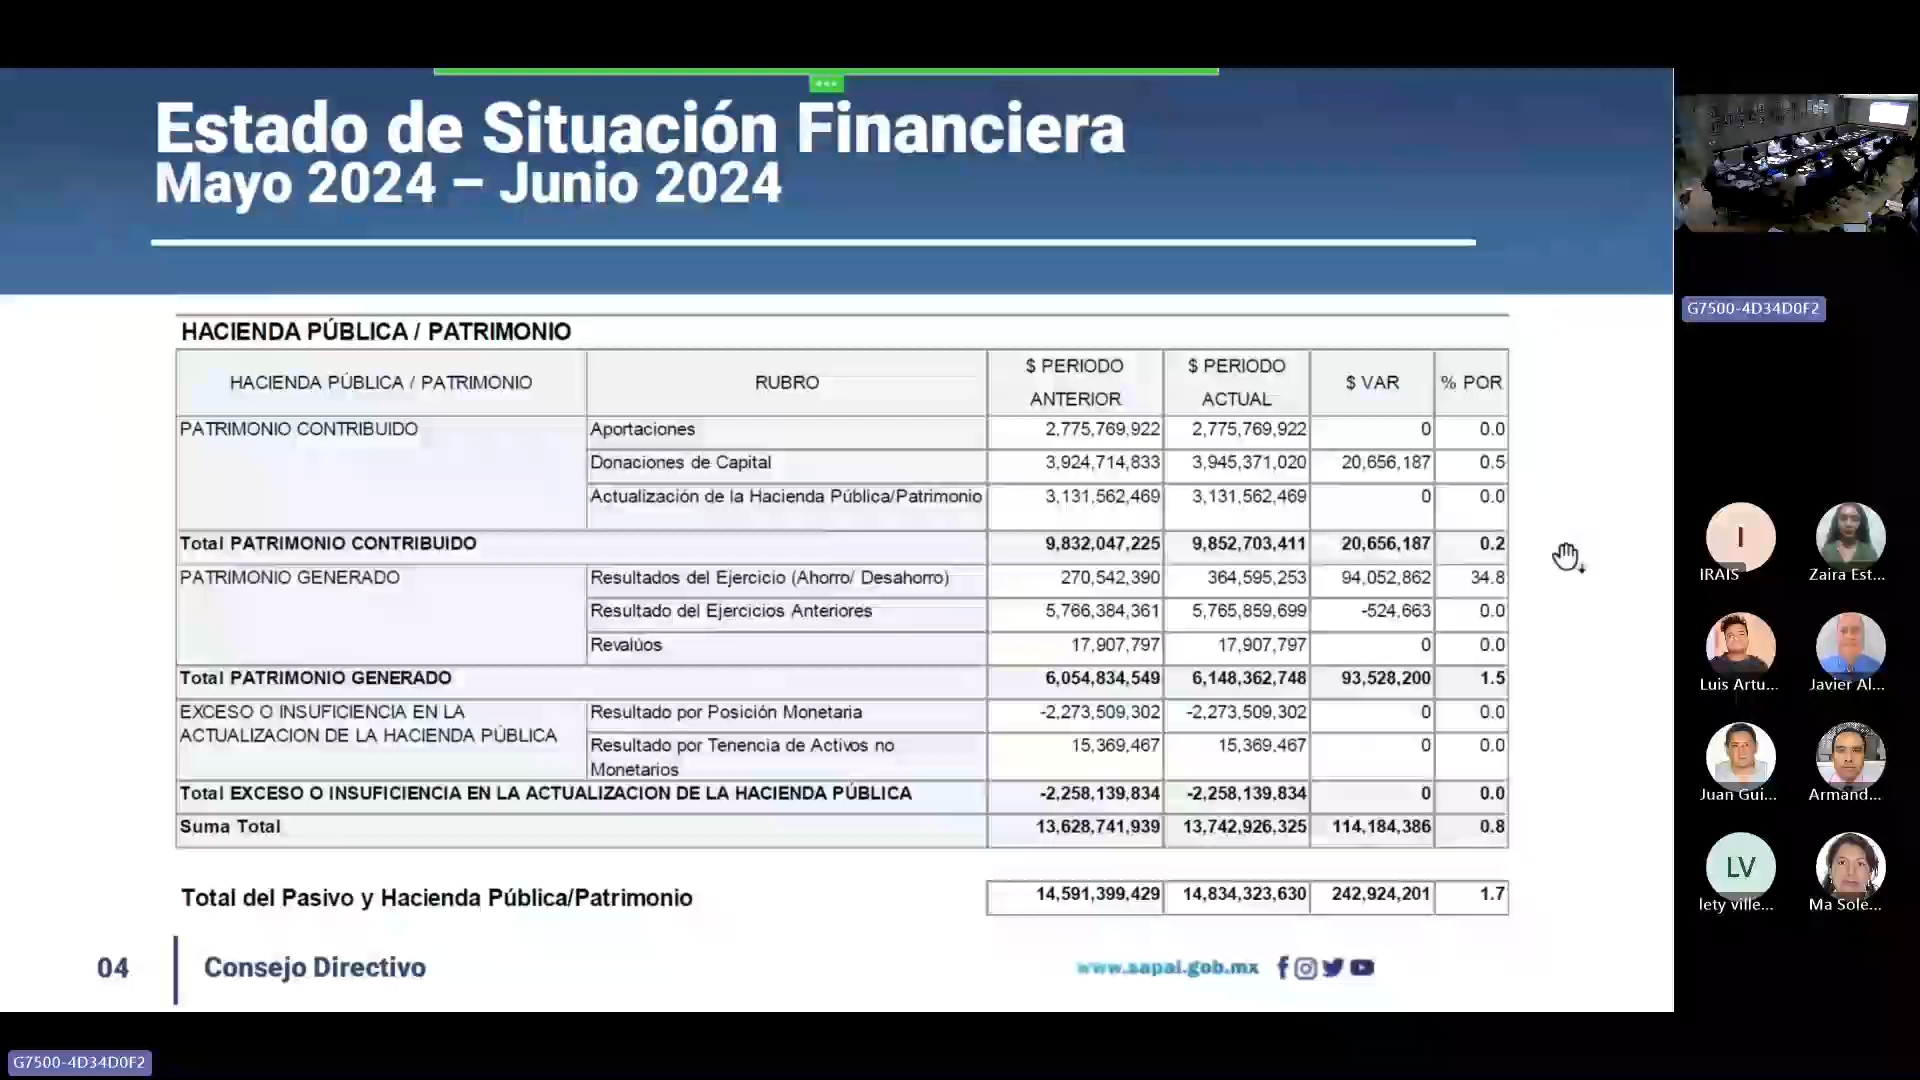 Estado de Situación Financiera
Mayo 2024 – Junio 2024
G7500-4D34D0F2
HACIENDA PÚBLICA / PATRIMONIO
HACIENDA PÚBLICA / PATRIMONIO RUBRO $ PERIODO ANTERIOR $ PERIODO ACTUAL $ VAR % POR
PATRIMONIO CONTRIBUIDO Aportaciones 2,775,769,922 2,775,769,922 0 0.0
Donaciones de Capital 3,924,714,833 3,945,371,020 20,656,187 0.5
Actualización de la Hacienda Pública/Patrimonio 3,131,562,469 3,131,562,469 0 0.0
Total PATRIMONIO CONTRIBUIDO 9,832,047,225 9,852,703,411 20,656,187 0.2
PATRIMONIO GENERADO Resultados del Ejercicio (Ahorro/ Desahorro) 270,542,390 364,595,253 94,052,862 34.8
Resultado del Ejercicios Anteriores 5,766,384,361 5,765,859,699 -524,663 0.0
Revalúos 17,907,797 17,907,797 0 0.0
Total PATRIMONIO GENERADO 6,054,834,549 6,148,362,748 93,528,200 1.5
EXCESO O INSUFICIENCIA EN LA ACTUALIZACION DE LA HACIENDA PÚBLICA Resultado por Posición Monetaria -2,273,509,302 -2,273,509,302 0 0.0
Resultado por Tenencia de Activos no Monetarios 15,369,467 15,369,467 0 0.0
Total EXCESO O INSUFICIENCIA EN LA ACTUALIZACION DE LA HACIENDA PÚBLICA -2,258,139,834 -2,258,139,834 0 0.0
Suma Total 13,628,741,939 13,742,926,325 114,184,386 0.8
Total del Pasivo y Hacienda Pública/Patrimonio 14,591,399,429 14,834,323,630 242,924,201 1.7
04 Consejo Directivo www.sapal.gob.mx
I
IRAIS Zaira Est...
Luis Artu... Javier Al...
Juan Gui... Armand...
LV
lety ville... Ma Sole...
G7500-4D34D0F2